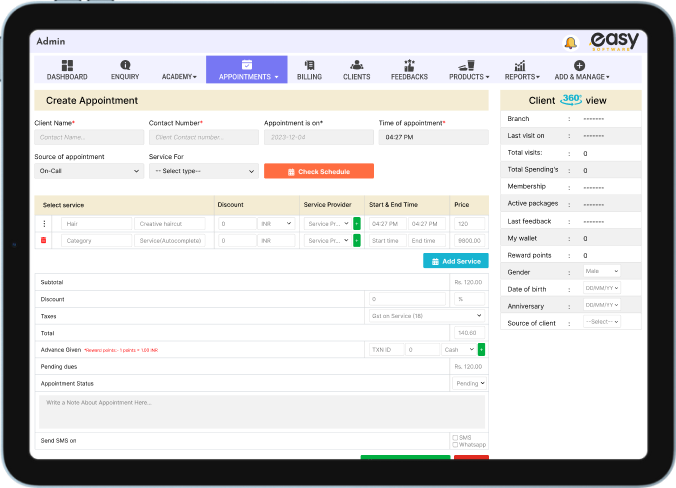 Admin
easy
SOFTWARE
DASHBOARD ENQUIRY ACADEMY APPOINTMENTS BILLING CLIENTS FEEDBACKS PRODUCTS REPORTS ADD & MANAGE
Create Appointment
Client Name* Contact Number* Appointment is on* Time of appointment*
Contact Name... Client Contact number... 2023-12-04 04:27 PM
Source of appointment Service For
On-Call -- Select type-- Check Schedule
Select service Discount Service Provider Start & End Time Price
Hair Creative haircut 0 INR Service Pr... + 04:27 PM 04:27 PM 120
Category Service(Autocomplete) 0 INR Service Pr... + Start time End time 9600.00
Add Service
Subtotal Rs. 120.00
Discount 0 %
Taxes Gst on Service (18)
Total 140.60
Advance Given *Reward points:- 1 points = 1.00 INR TXN ID 0 Cash +
Pending dues Rs. 120.00
Appointment Status Pending
Write a Note About Appointment Here...
Send SMS on SMS
Whatsapp
Client 360° view
Branch : -------
Last visit on : -------
Total visits: : 0
Total Spending's : 0
Membership : -------
Active packages : -------
Last feedback : -------
My wallet : 0
Reward points : 0
Gender : Male
Date of birth : DD/MM/YY
Anniversary : DD/MM/YY
Source of client : ---Select---